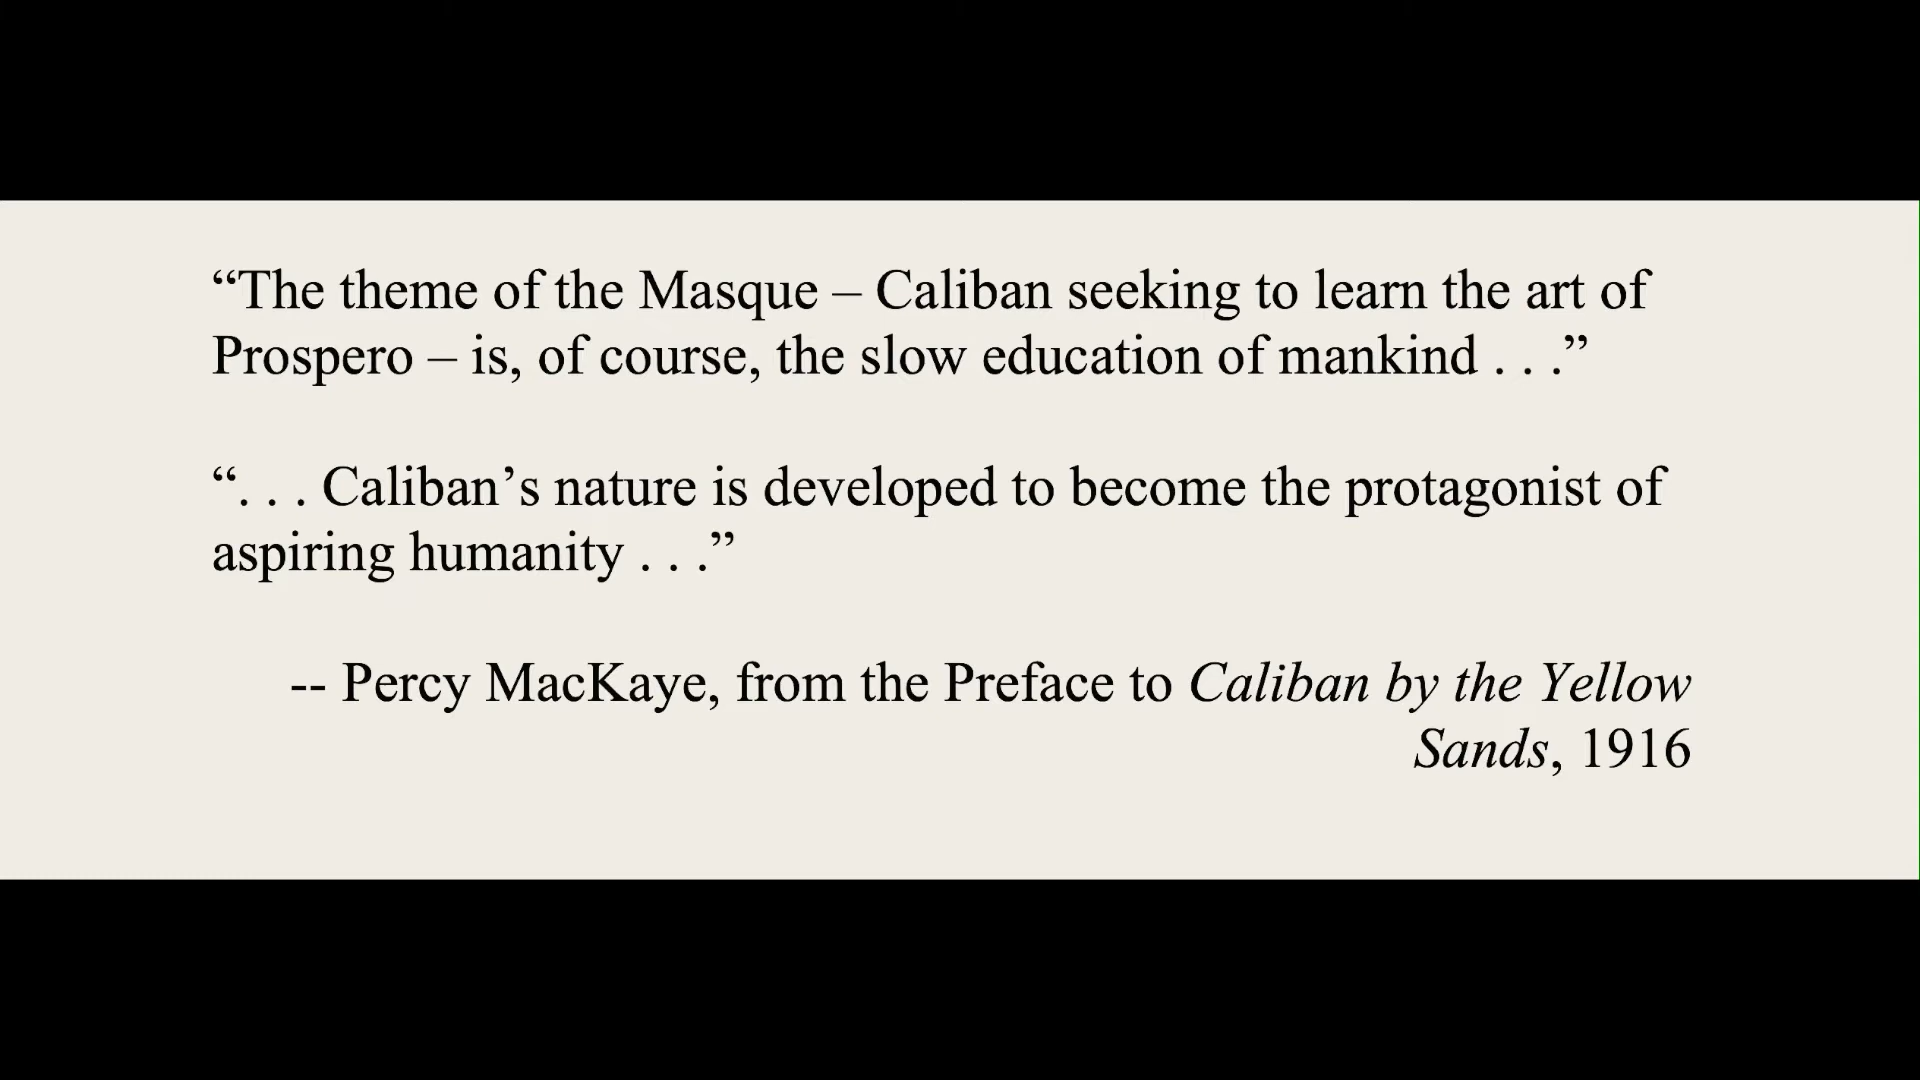 “The theme of the Masque – Caliban seeking to learn the art of
Prospero – is, of course, the slow education of mankind . . .”
“. . . Caliban’s nature is developed to become the protagonist of
aspiring humanity . . .”
-- Percy MacKaye, from the Preface to Caliban by the Yellow
Sands, 1916